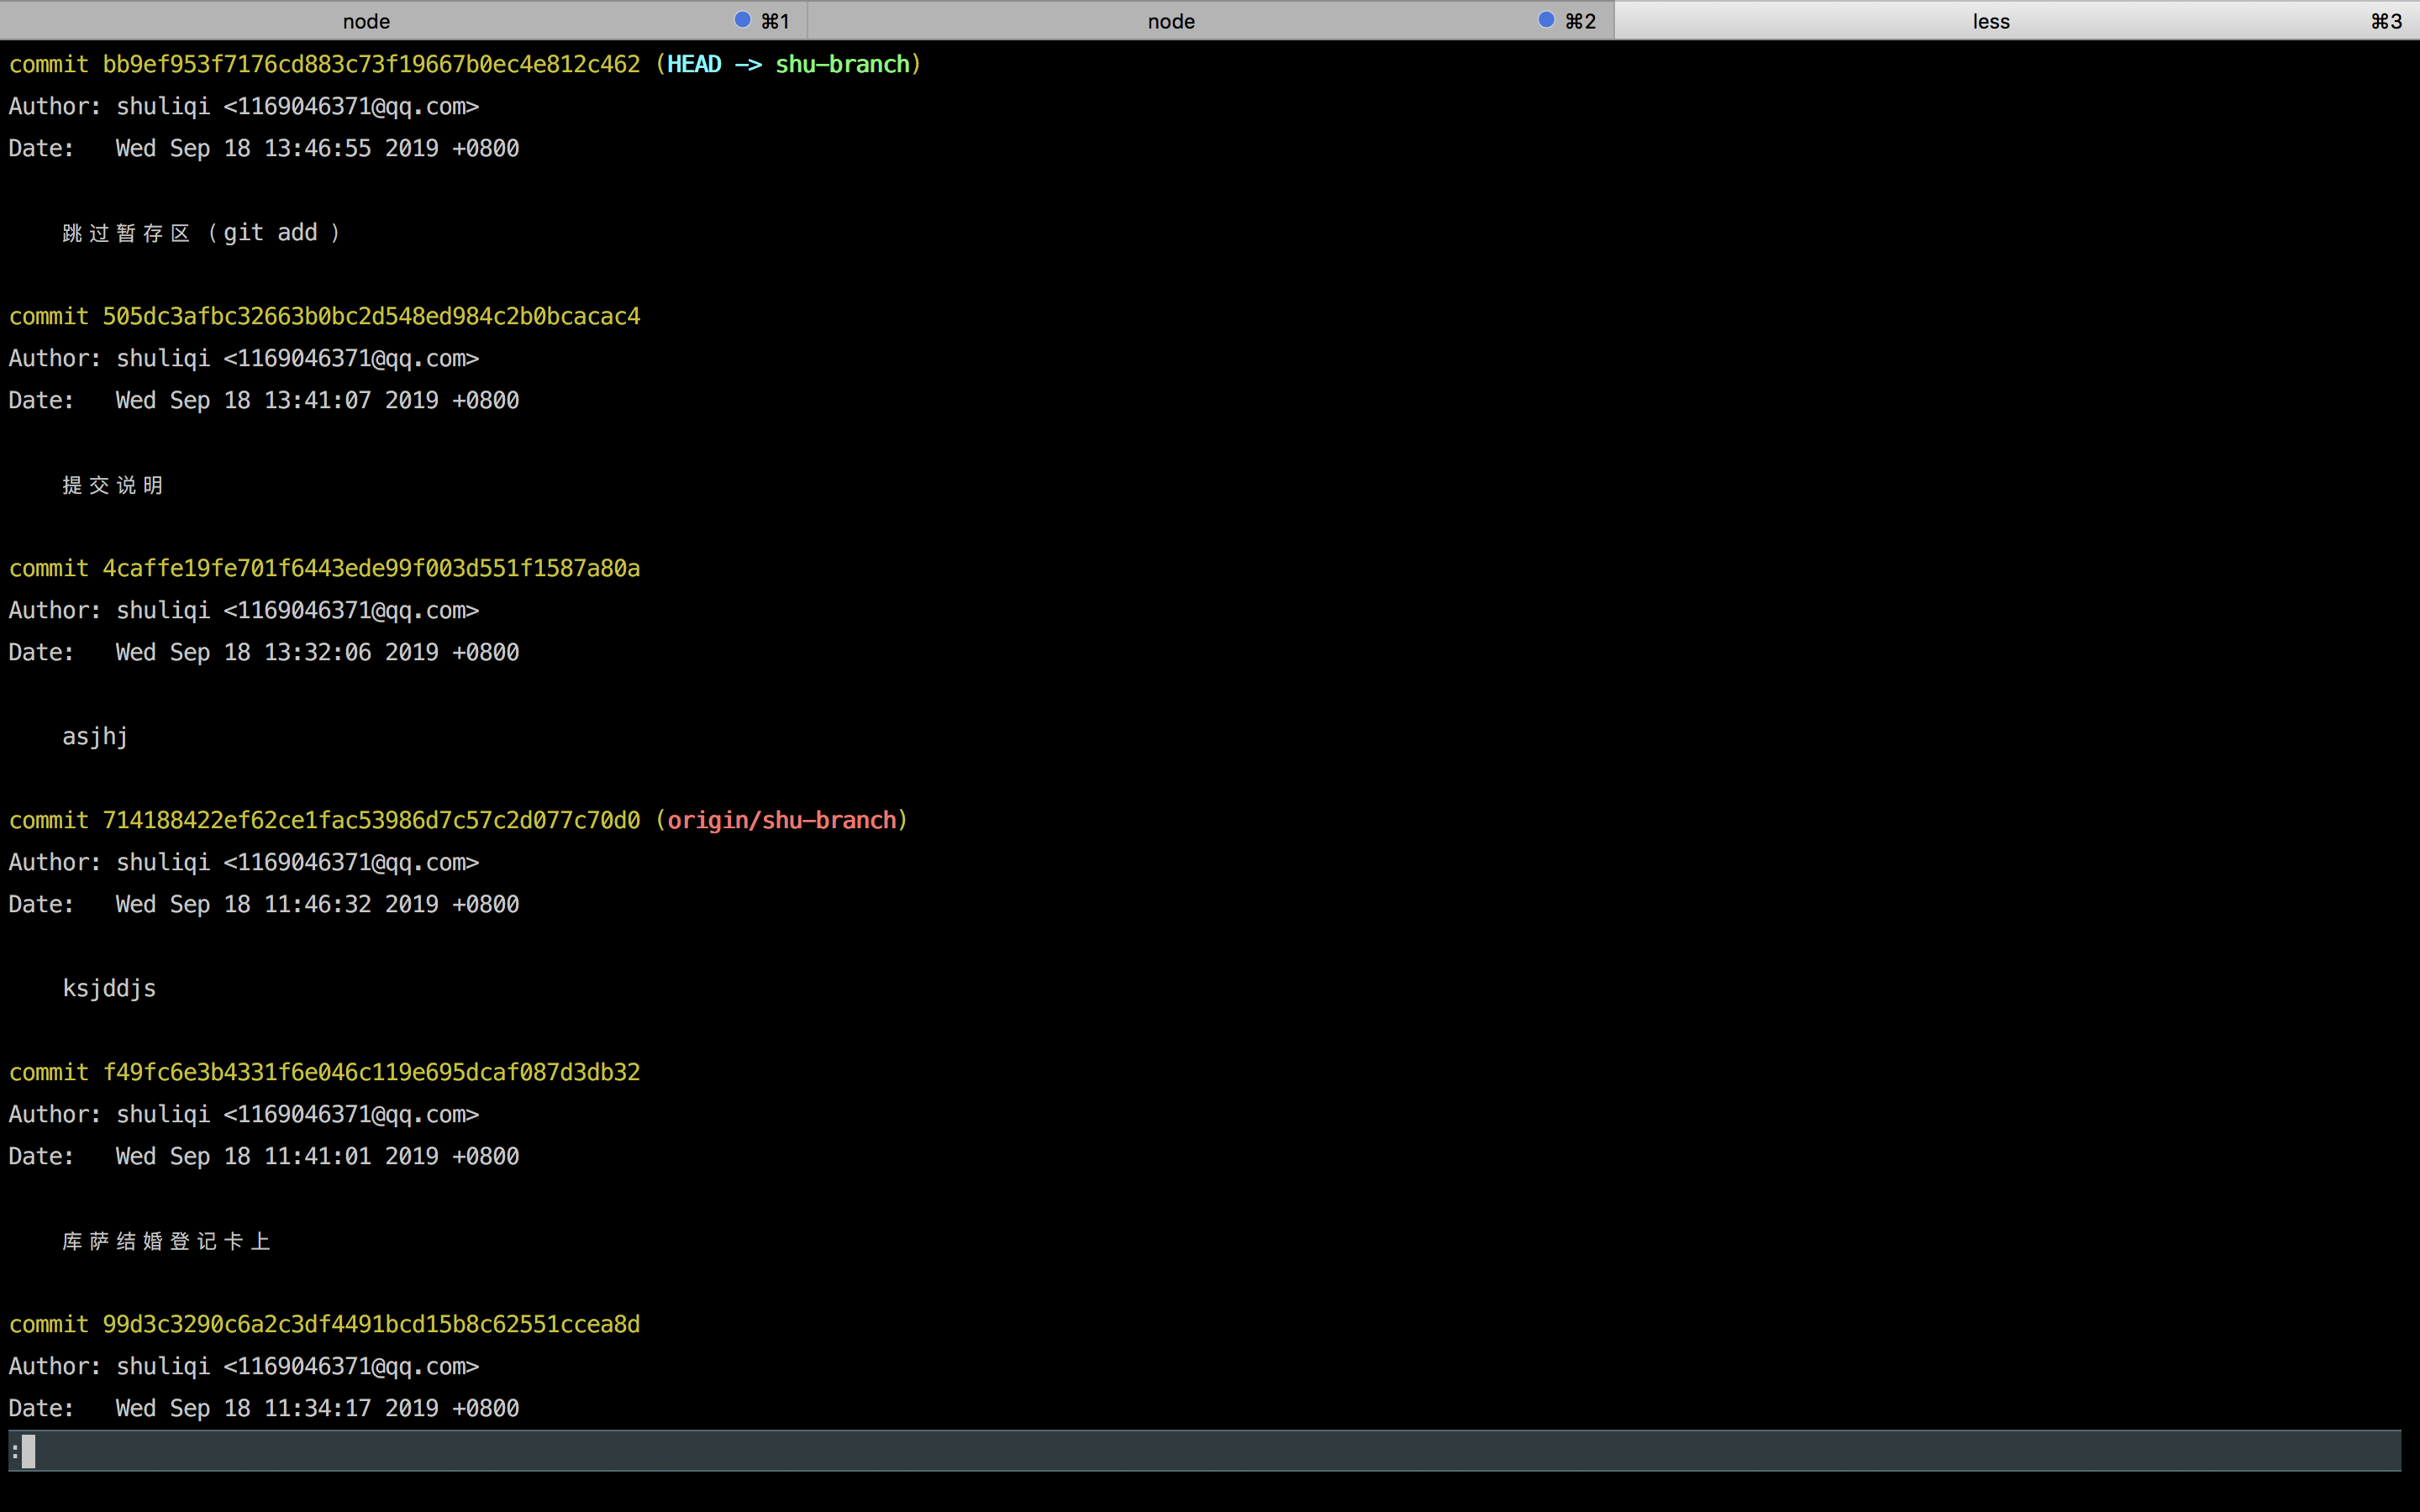 node ⌘1 node ⌘2 less ⌘3
commit bb9ef953f7176cd883c73f19667b0ec4e812c462 (HEAD -> shu-branch)
Author: shuliqi <1169046371@qq.com>
Date:   Wed Sep 18 13:46:55 2019 +0800
跳过暂存区（git add ）
commit 505dc3afbc32663b0bc2d548ed984c2b0bcacac4
Author: shuliqi <1169046371@qq.com>
Date:   Wed Sep 18 13:41:07 2019 +0800
提交说明
commit 4caffe19fe701f6443ede99f003d551f1587a80a
Author: shuliqi <1169046371@qq.com>
Date:   Wed Sep 18 13:32:06 2019 +0800
asjhj
commit 714188422ef62ce1fac53986d7c57c2d077c70d0 (origin/shu-branch)
Author: shuliqi <1169046371@qq.com>
Date:   Wed Sep 18 11:46:32 2019 +0800
ksjddjs
commit f49fc6e3b4331f6e046c119e695dcaf087d3db32
Author: shuliqi <1169046371@qq.com>
Date:   Wed Sep 18 11:41:01 2019 +0800
库萨结婚登记卡上
commit 99d3c3290c6a2c3df4491bcd15b8c62551ccea8d
Author: shuliqi <1169046371@qq.com>
Date:   Wed Sep 18 11:34:17 2019 +0800
: